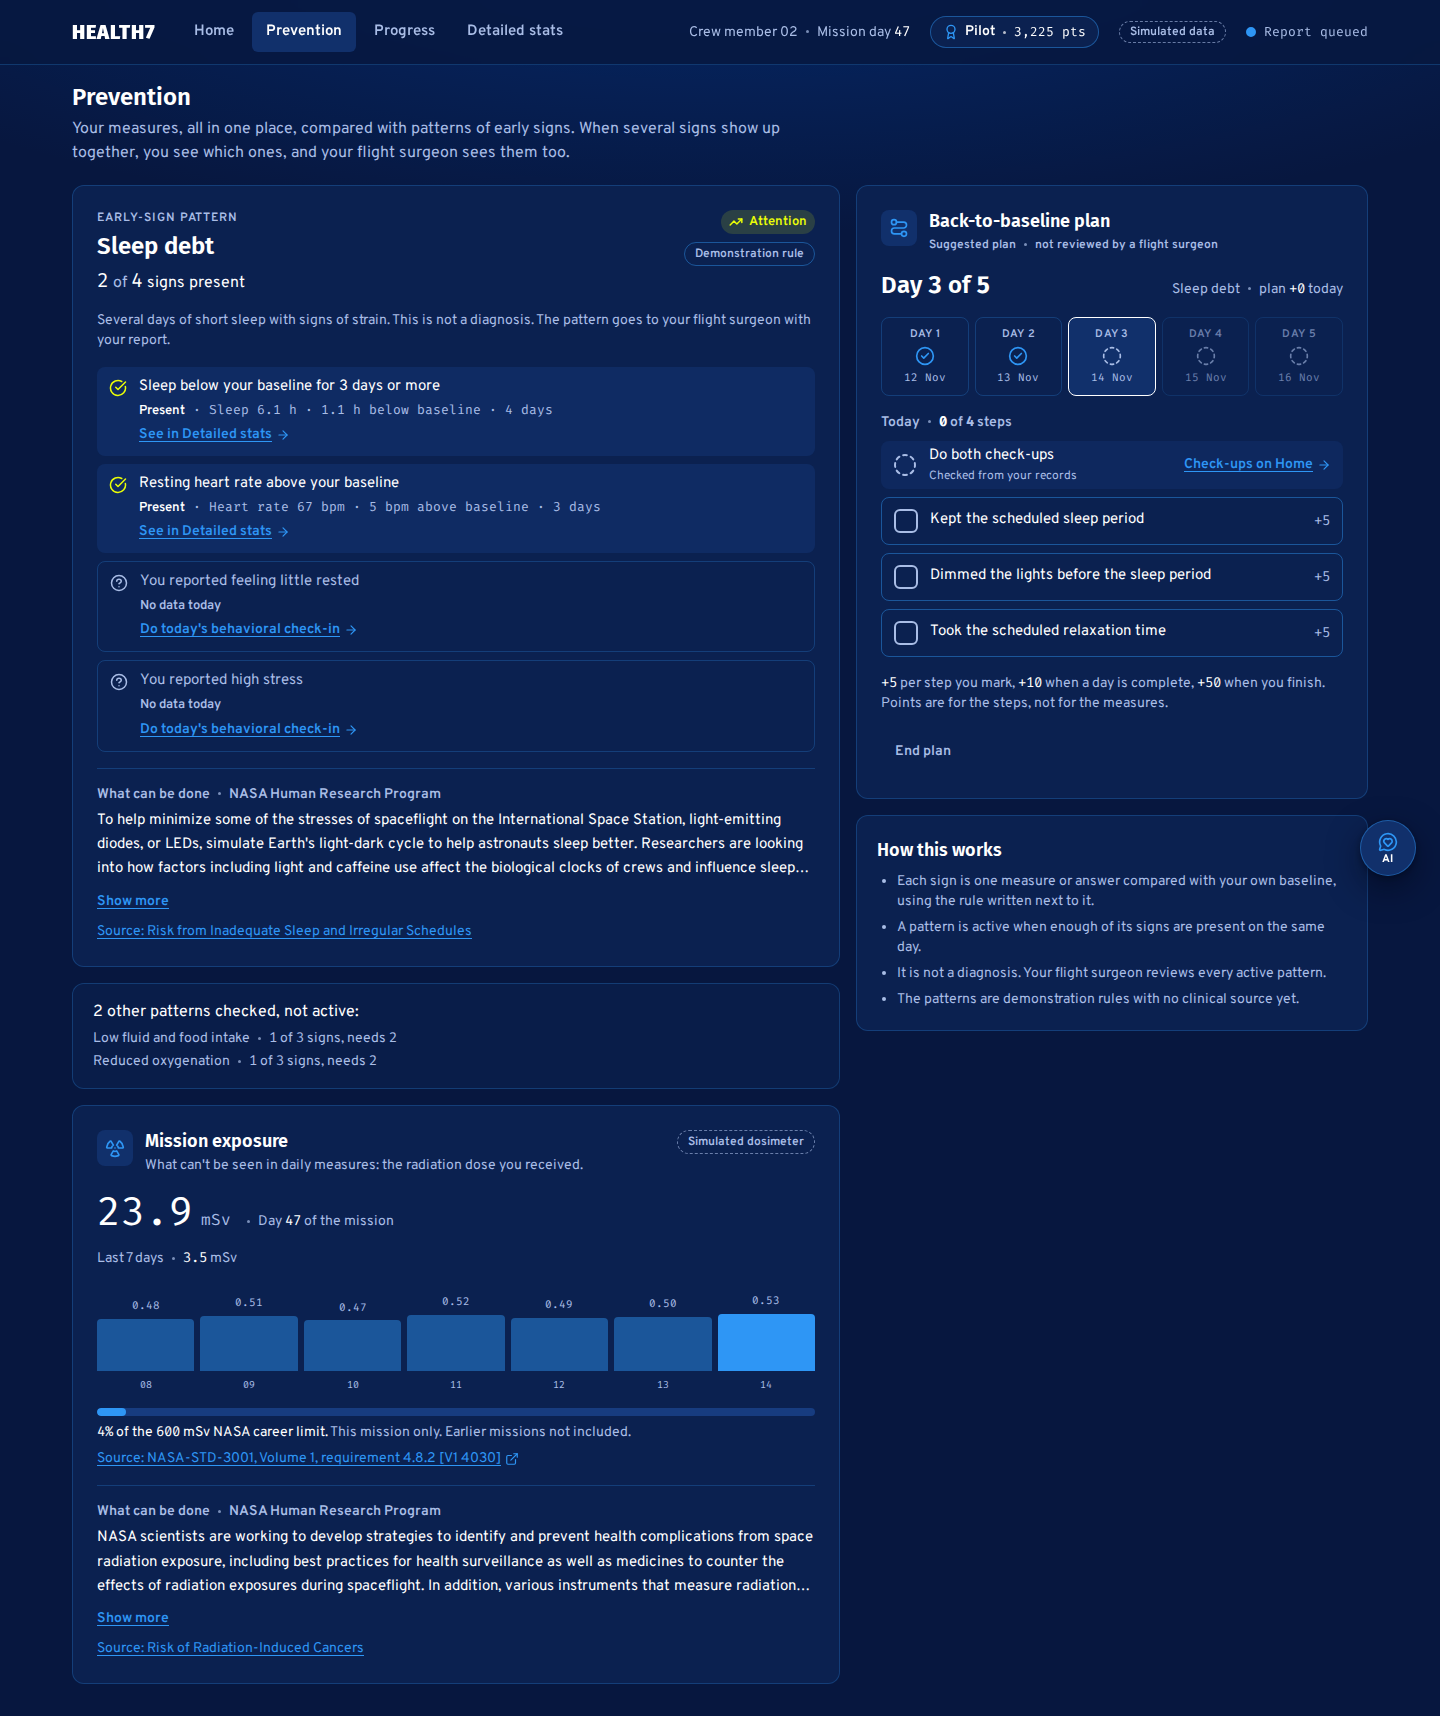 HEALTH7
Home
Prevention
Progress
Detailed stats
Crew member 02 • Mission day 47
Pilot • 3,225 pts
Simulated data
Report queued
Prevention
Your measures, all in one place, compared with patterns of early signs. When several signs show up
together, you see which ones, and your flight surgeon sees them too.
EARLY-SIGN PATTERN
Sleep debt
2 of 4 signs present
Attention
Demonstration rule
Several days of short sleep with signs of strain. This is not a diagnosis. The pattern goes to your flight surgeon with
your report.
Sleep below your baseline for 3 days or more
Present · Sleep 6.1 h · 1.1 h below baseline · 4 days
See in Detailed stats →
Resting heart rate above your baseline
Present · Heart rate 67 bpm · 5 bpm above baseline · 3 days
See in Detailed stats →
You reported feeling little rested
No data today
Do today's behavioral check-in →
You reported high stress
No data today
Do today's behavioral check-in →
What can be done • NASA Human Research Program
To help minimize some of the stresses of spaceflight on the International Space Station, light-emitting
diodes, or LEDs, simulate Earth's light-dark cycle to help astronauts sleep better. Researchers are looking
into how factors including light and caffeine use affect the biological clocks of crews and influence sleep...
Show more
Source: Risk from Inadequate Sleep and Irregular Schedules
2 other patterns checked, not active:
Low fluid and food intake • 1 of 3 signs, needs 2
Reduced oxygenation • 1 of 3 signs, needs 2
Mission exposure
What can't be seen in daily measures: the radiation dose you received.
Simulated dosimeter
23.9 mSv • Day 47 of the mission
Last 7 days • 3.5 mSv
0.48 0.51 0.47 0.52 0.49 0.50 0.53
08 09 10 11 12 13 14
4% of the 600 mSv NASA career limit. This mission only. Earlier missions not included.
Source: NASA-STD-3001, Volume 1, requirement 4.8.2 [V1 4030]
What can be done • NASA Human Research Program
NASA scientists are working to develop strategies to identify and prevent health complications from space
radiation exposure, including best practices for health surveillance as well as medicines to counter the
effects of radiation exposures during spaceflight. In addition, various instruments that measure radiation...
Show more
Source: Risk of Radiation-Induced Cancers
Back-to-baseline plan
Suggested plan • not reviewed by a flight surgeon
Day 3 of 5
Sleep debt • plan +0 today
DAY 1 DAY 2 DAY 3 DAY 4 DAY 5
12 Nov 13 Nov 14 Nov 15 Nov 16 Nov
Today • 0 of 4 steps
Do both check-ups
Checked from your records
Check-ups on Home →
Kept the scheduled sleep period +5
Dimmed the lights before the sleep period +5
Took the scheduled relaxation time +5
+5 per step you mark, +10 when a day is complete, +50 when you finish.
Points are for the steps, not for the measures.
End plan
How this works
• Each sign is one measure or answer compared with your own baseline,
using the rule written next to it.
• A pattern is active when enough of its signs are present on the same
day.
• It is not a diagnosis. Your flight surgeon reviews every active pattern.
• The patterns are demonstration rules with no clinical source yet.
AI